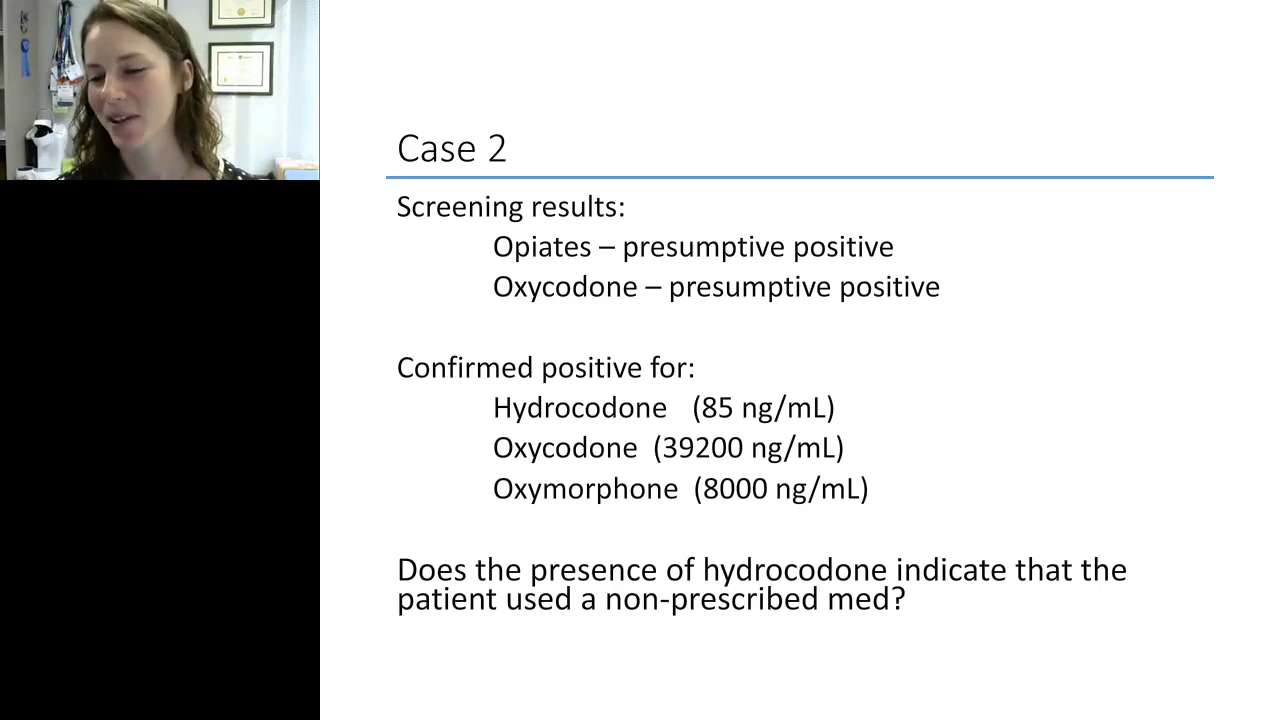 Case 2
Screening results:
Opiates – presumptive positive
Oxycodone – presumptive positive
Confirmed positive for:
Hydrocodone (85 ng/mL)
Oxycodone (39200 ng/mL)
Oxymorphone (8000 ng/mL)
Does the presence of hydrocodone indicate that the
patient used a non-prescribed med?